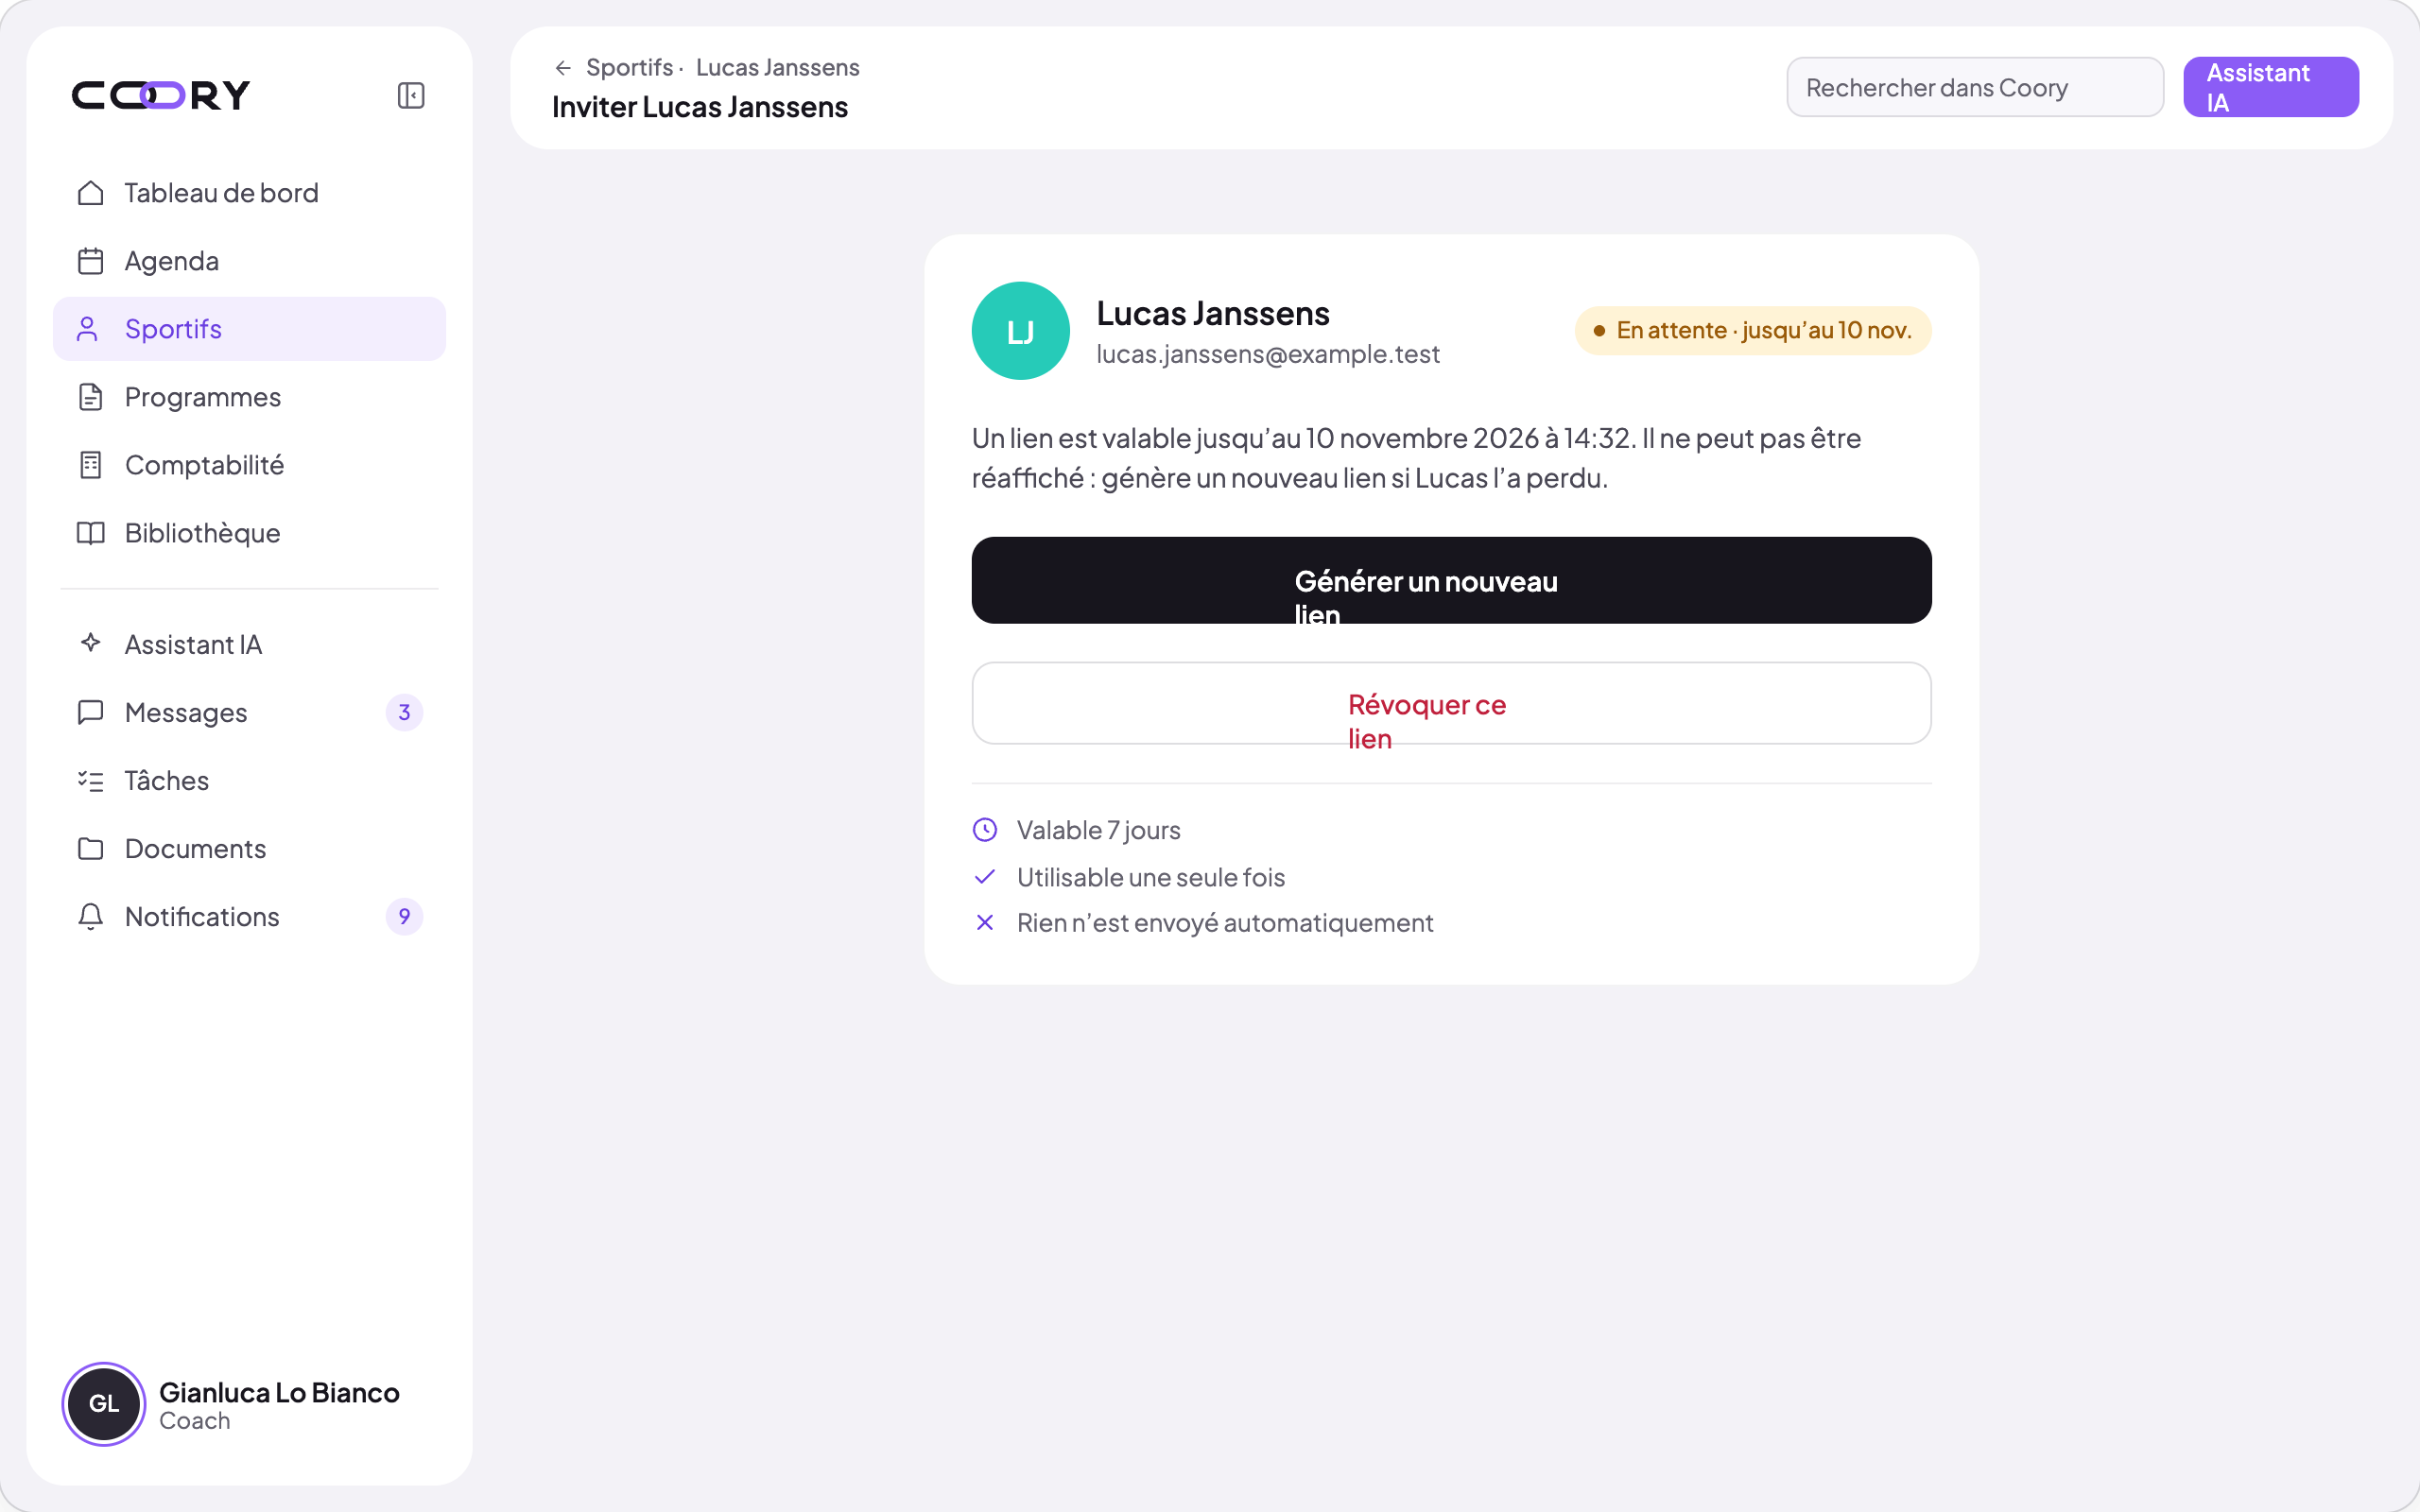 COORY
Tableau de bord
Agenda
Sportifs
Programmes
Comptabilité
Bibliothèque
Assistant IA
Messages 3
Tâches
Documents
Notifications 9
GL
Gianluca Lo Bianco
Coach
← Sportifs · Lucas Janssens
Inviter Lucas Janssens
Rechercher dans Coory
Assistant
IA
LJ
Lucas Janssens
lucas.janssens@example.test
En attente · jusqu’au 10 nov.
Un lien est valable jusqu’au 10 novembre 2026 à 14:32. Il ne peut pas être
réaffiché : génère un nouveau lien si Lucas l’a perdu.
Générer un nouveau
lien
Révoquer ce
lien
Valable 7 jours
Utilisable une seule fois
Rien n’est envoyé automatiquement